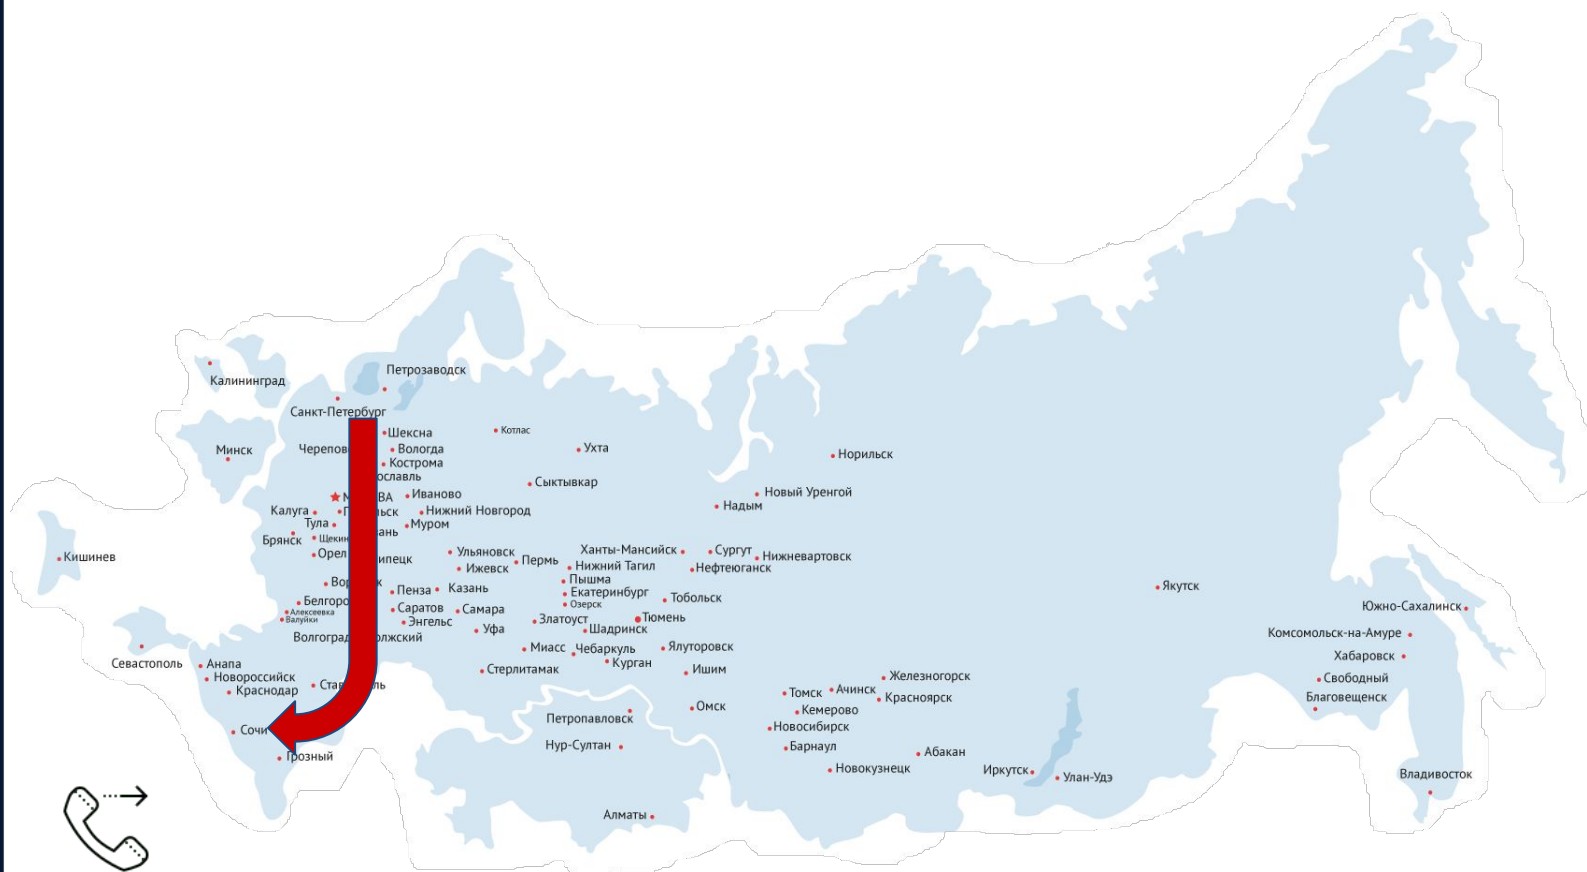 Петрозаводск
Калининград
Санкт-Петербург
Шексна
Котлас
Минск
Вологда
Ухта
Кострома
Норильск
Сыктывкар
Иваново
Новый Уренгой
Надым
Калуга
Нижний Новгород
Тула
Муром
Брянск
Орел
Кишинев
Ульяновск
Ханты-Мансийск
Сургут
Нижневартовск
Пермь
Ижевск
Нижний Тагил
Нефтеюганск
Пышма
Якутск
Пенза
Казань
Екатеринбург
Тобольск
Озерск
Алексеевка
Саратов
Самара
Южно-Сахалинск
Валуйки
Энгельс
Златоуст
Тюмень
Уфа
Шадринск
Комсомольск-на-Амуре
Миасс
Чебаркуль
Ялуторовск
Хабаровск
Севастополь
Анапа
Стерлитамак
Курган
Ишим
Новороссийск
Железногорск
Свободный
Краснодар
Томск
Ачинск
Красноярск
Благовещенск
Омск
Кемерово
Петропавловск
Сочи
Новосибирск
Нур-Султан
Барнаул
Абакан
Грозный
Новокузнецк
Иркутск
Улан-Удэ
Владивосток
Алматы